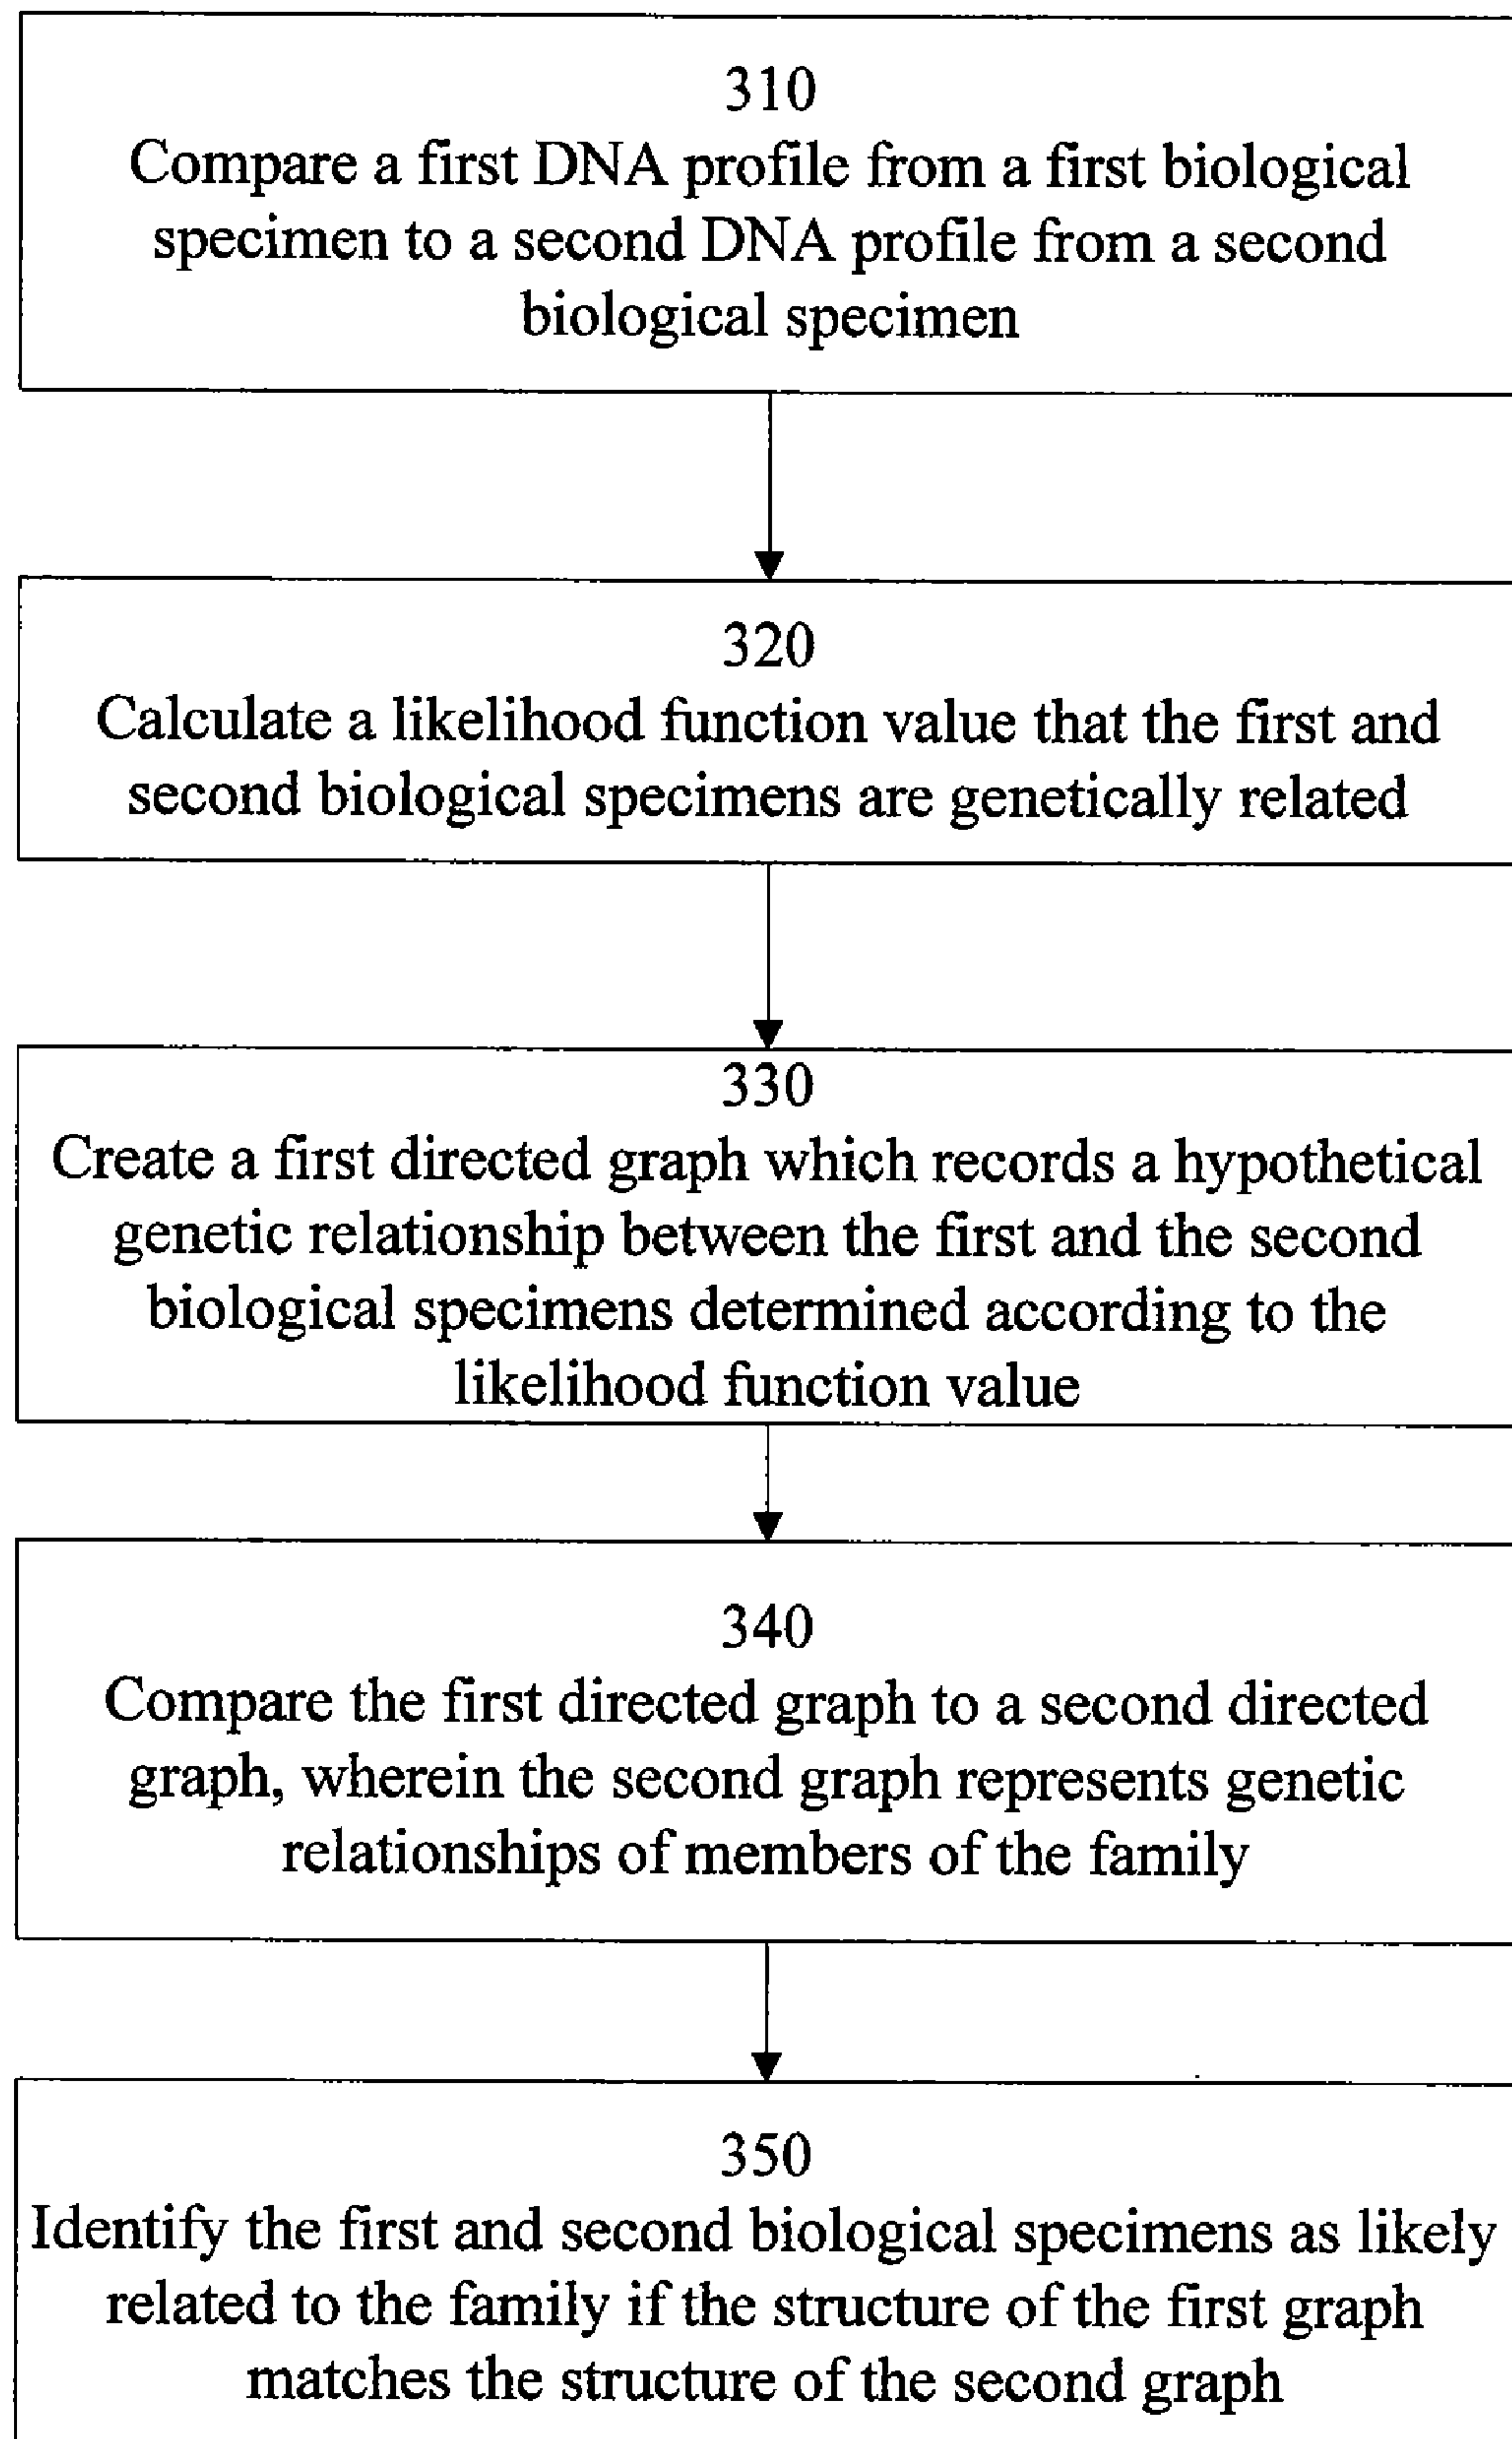 310
Compare a first DNA profile from a first biological
specimen to a second DNA profile from a second
biological specimen
320
Calculate a likelihood function value that the first and
second biological specimens are genetically related
330
Create a first directed graph which records a hypothetical
genetic relationship between the first and the second
biological specimens determined according to the
likelihood function value
340
Compare the first directed graph to a second directed
graph, wherein the second graph represents genetic
relationships of members of the family
350
Identify the first and second biological specimens as likely
related to the family if the structure of the first graph
matches the structure of the second graph